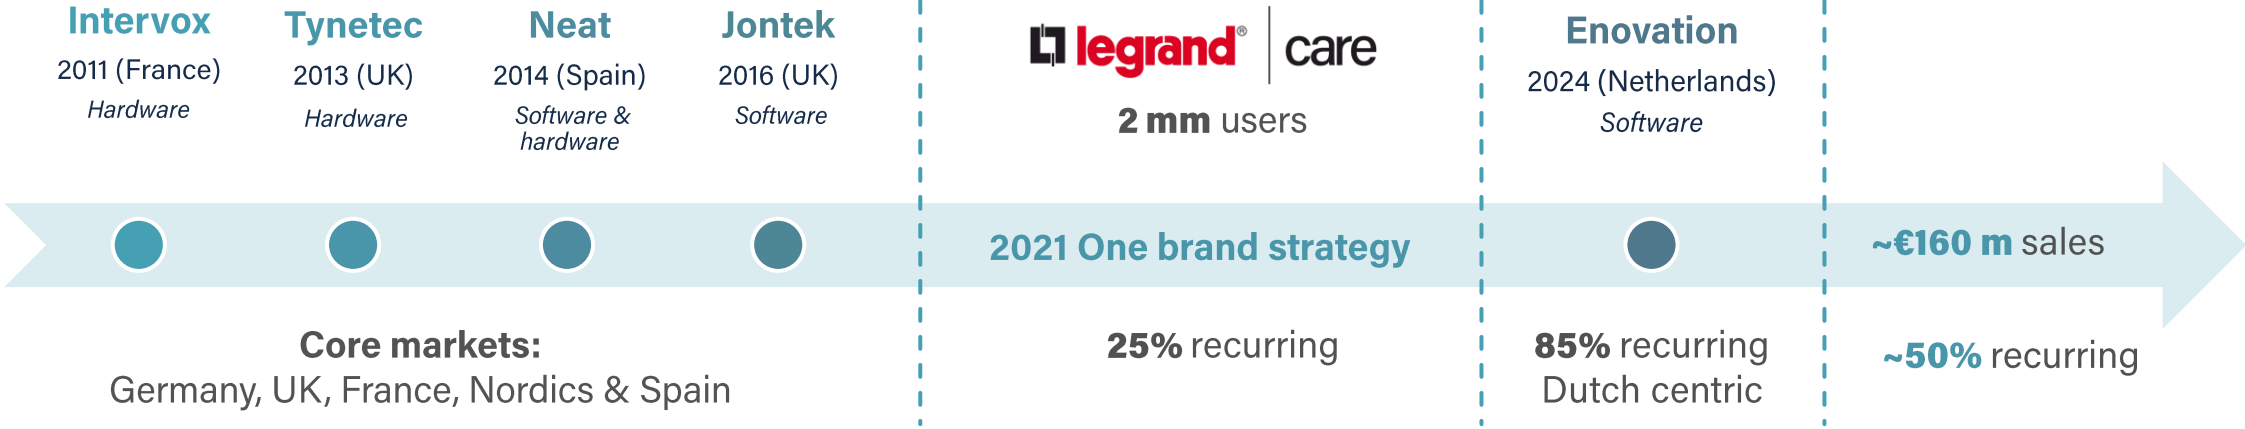 Intervox
2011 (France)
Hardware
Tynetec
2013 (UK)
Hardware
Neat
2014 (Spain)
Software &
hardware
Jontek
2016 (UK)
Software
legrand® | care
2 mm users
Enovation
2024 (Netherlands)
Software
2021 One brand strategy
~€160 m sales
Core markets:
Germany, UK, France, Nordics & Spain
25% recurring
85% recurring
Dutch centric
~50% recurring